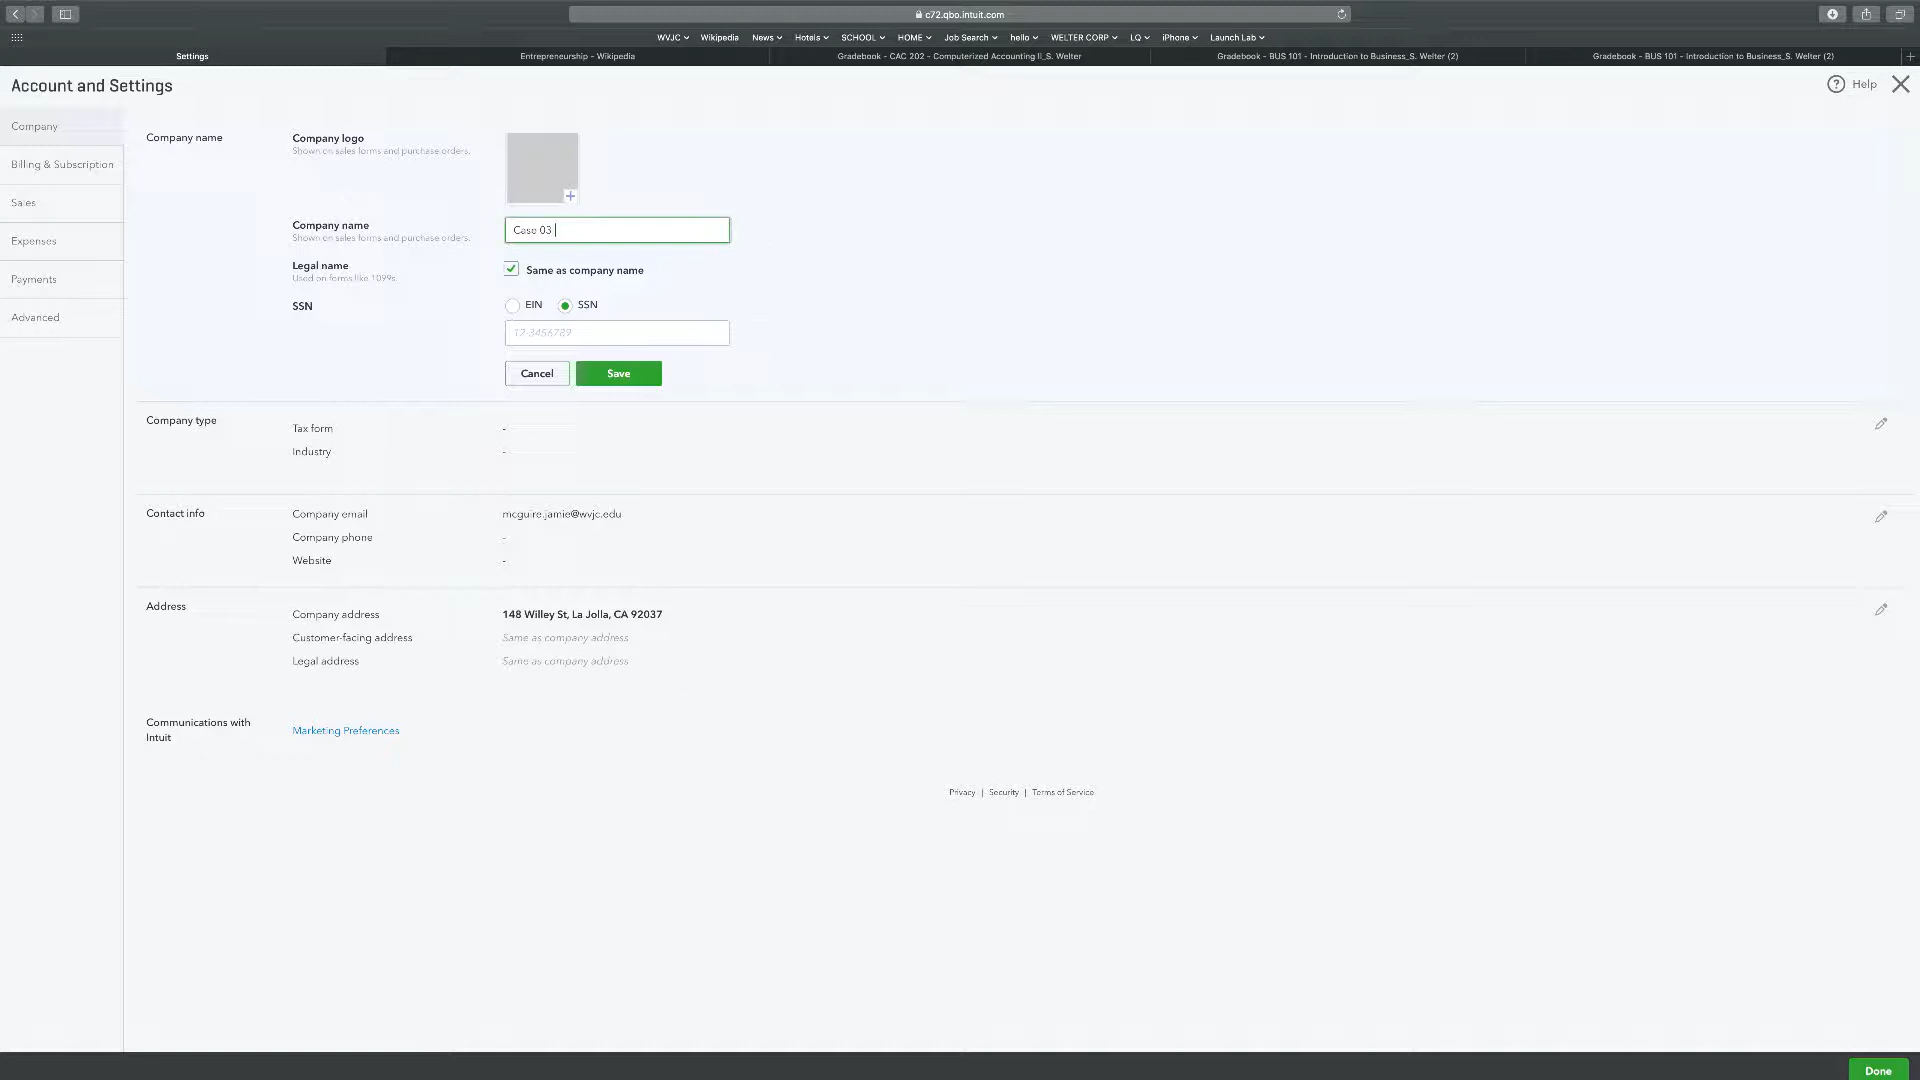 c72.qbo.intuit.com
WVJC Wikipedia News Hotels SCHOOL HOME Job Search hello WELTER CORP LQ iPhone Launch Lab
Settings Entrepreneurship - Wikipedia Gradebook - CAC 202 - Computerized Accounting II_S. Welter Gradebook - BUS 101 - Introduction to Business_S. Welter (2) Gradebook - BUS 101 - Introduction to Business_S. Welter (2)
Account and Settings
? Help
Company
Billing & Subscription
Sales
Expenses
Payments
Advanced
Company name
Company logo
Shown on sales forms and purchase orders.
Company name
Shown on sales forms and purchase orders.
Case 03
Legal name
Used on forms like 1099s.
Same as company name
SSN
EIN SSN
12-3456789
Cancel Save
Company type
Tax form -
Industry -
Contact info
Company email mcguire.jamie@wvjc.edu
Company phone -
Website -
Address
Company address 148 Willey St, La Jolla, CA 92037
Customer-facing address Same as company address
Legal address Same as company address
Communications with
Intuit
Marketing Preferences
Privacy | Security | Terms of Service
Done